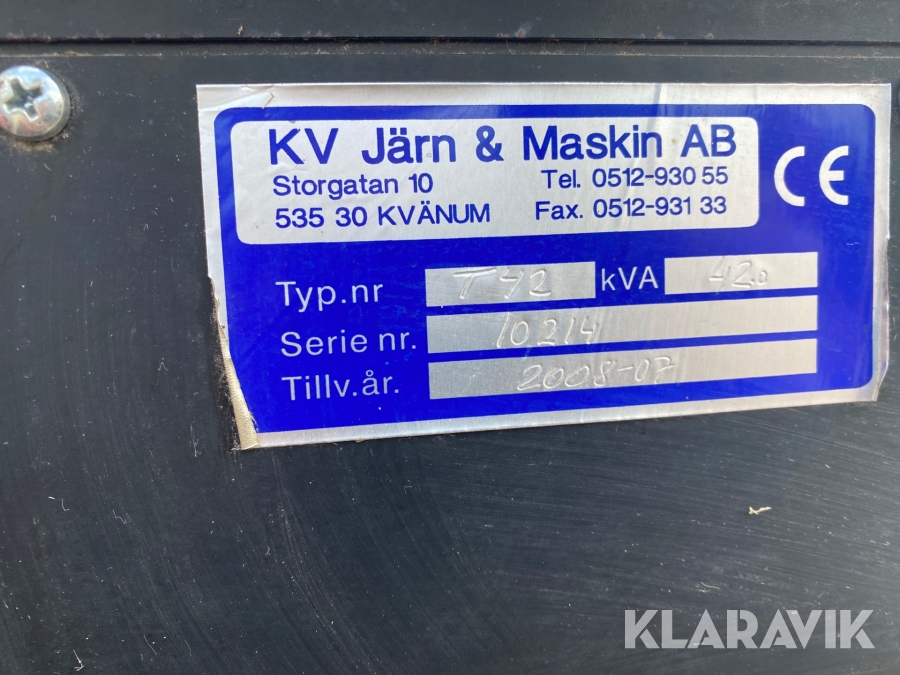 KV Järn & Maskin AB
Storgatan 10 Tel. 0512-930 55
535 30 KVÄNUM Fax. 0512-931 33
CE
Typ.nr T42 kVA 42.0
Serie nr. 10214
Tillv.år. 2008-07
KLARAVIK